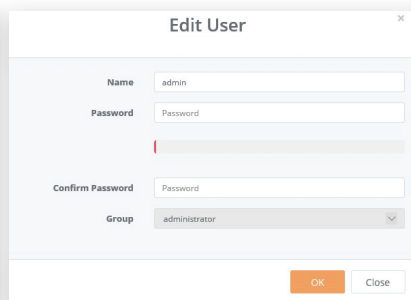 Edit User
×
Name admin
Password Password
Confirm Password Password
Group administrator
OK Close